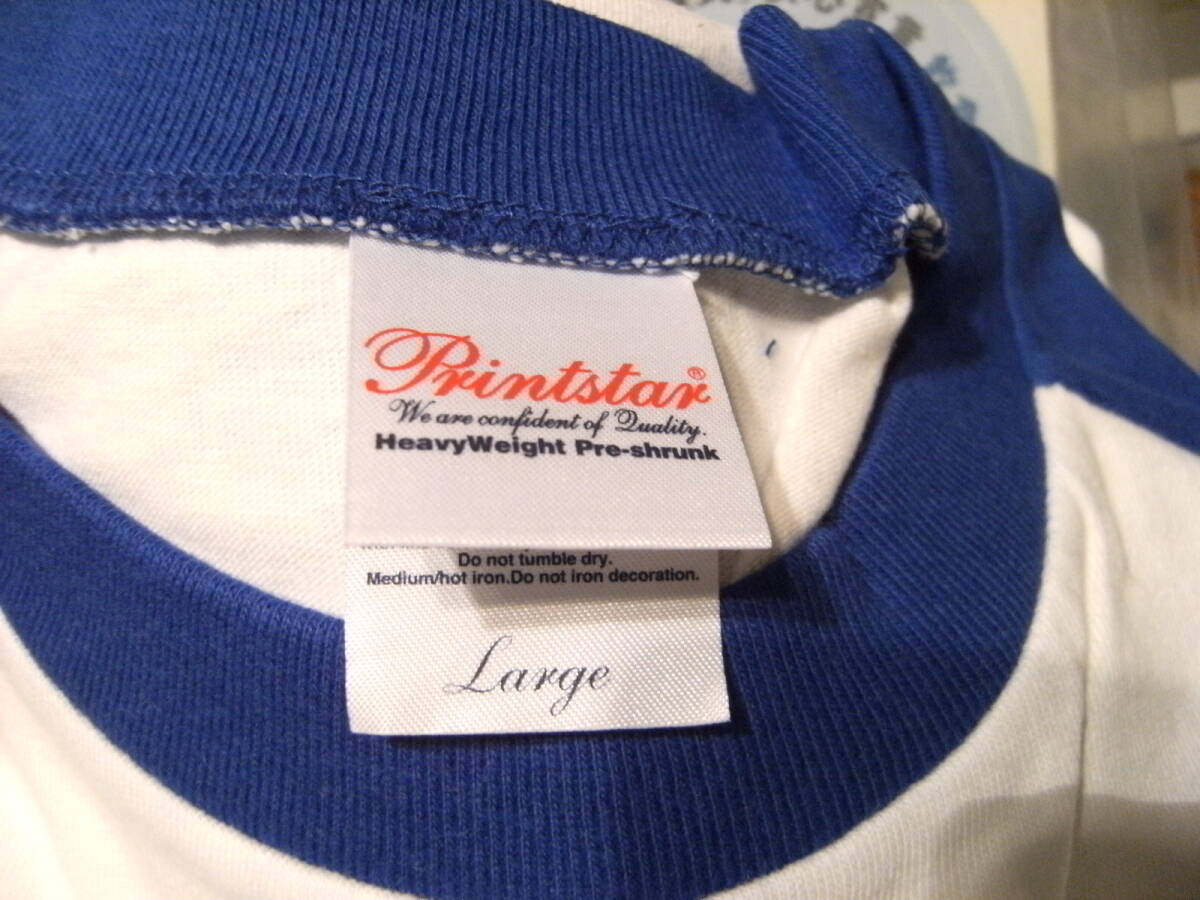 Printstar®
We are confident of Quality.
HeavyWeight Pre-shrunk
Do not tumble dry.
Medium/hot iron.Do not iron decoration.
Large